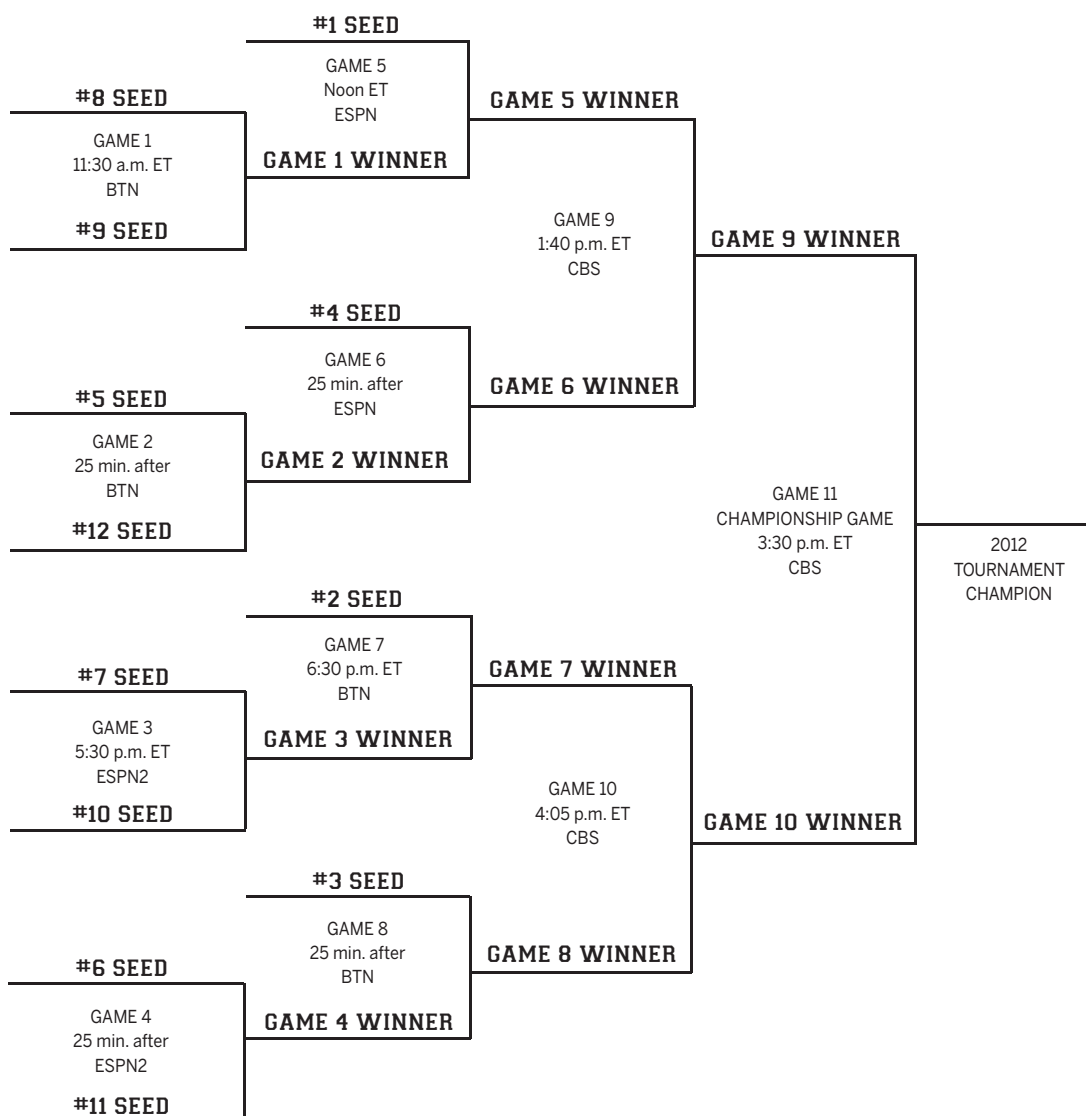 #1 SEED
GAME 5
Noon ET
ESPN
#8 SEED
GAME 1
11:30 a.m. ET
BTN
#9 SEED
GAME 1 WINNER
GAME 5 WINNER
GAME 9
1:40 p.m. ET
CBS
GAME 9 WINNER
#4 SEED
GAME 6
25 min. after
ESPN
GAME 6 WINNER
#5 SEED
GAME 2
25 min. after
BTN
#12 SEED
GAME 2 WINNER
GAME 11
CHAMPIONSHIP GAME
3:30 p.m. ET
CBS
2012
TOURNAMENT
CHAMPION
#2 SEED
GAME 7
6:30 p.m. ET
BTN
GAME 7 WINNER
#7 SEED
GAME 3
5:30 p.m. ET
ESPN2
#10 SEED
GAME 3 WINNER
GAME 10
4:05 p.m. ET
CBS
GAME 10 WINNER
#3 SEED
GAME 8
25 min. after
BTN
GAME 8 WINNER
#6 SEED
GAME 4
25 min. after
ESPN2
#11 SEED
GAME 4 WINNER